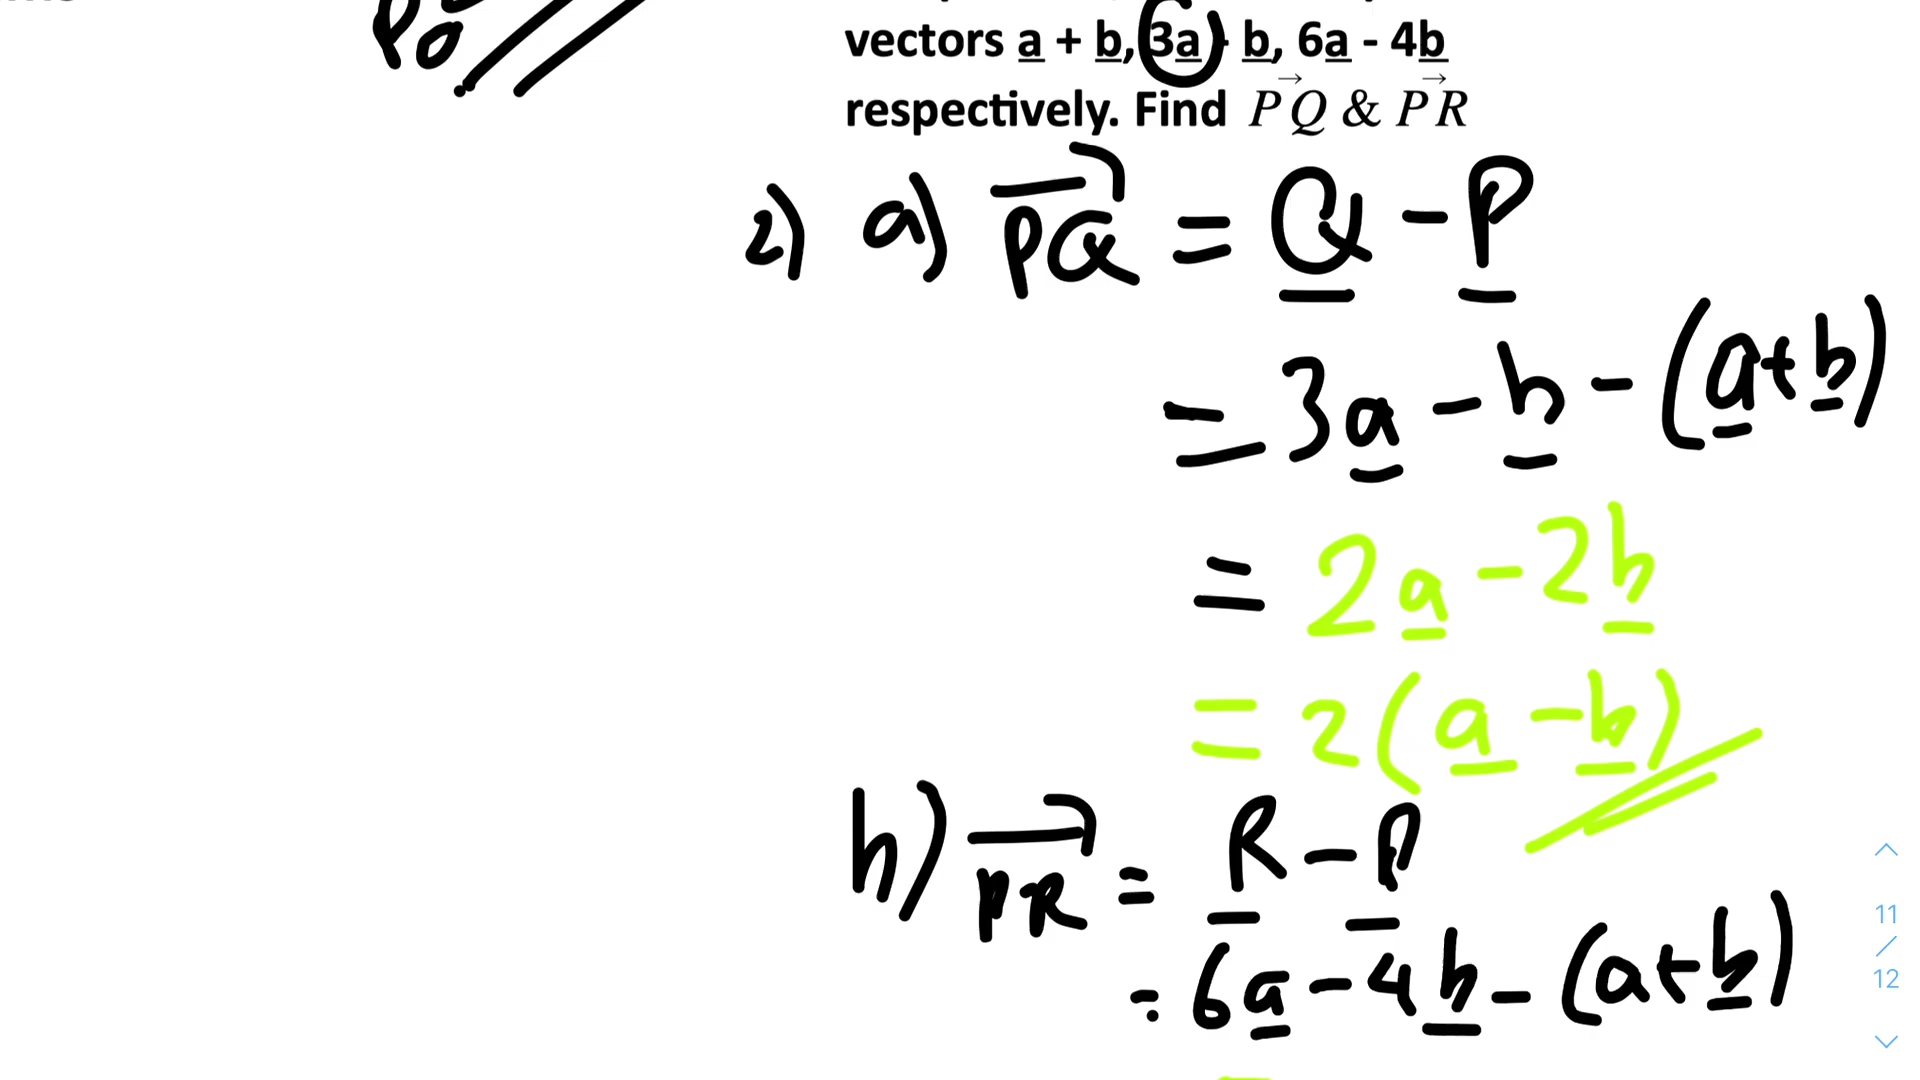 vectors a + b, 3a - b, 6a - 4b
respectively. Find PQ & PR
2) a) PQ = Q - P
= 3a - b - (a+b)
= 2a - 2b
= 2(a - b)
b) PR = R - P
= 6a - 4b - (a+b)
11
/
12